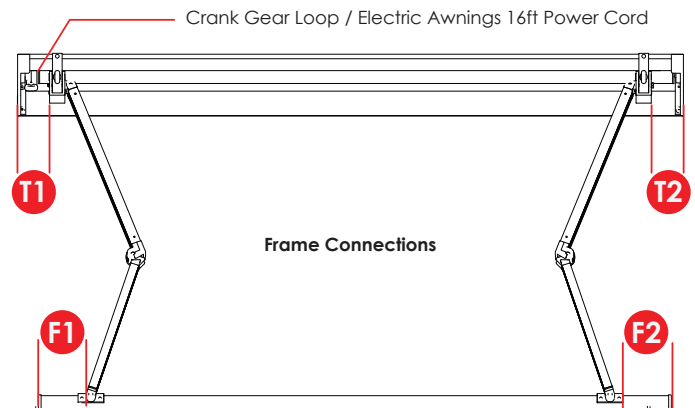 Crank Gear Loop / Electric Awnings 16ft Power Cord
T1
T2
Frame Connections
F1
F2